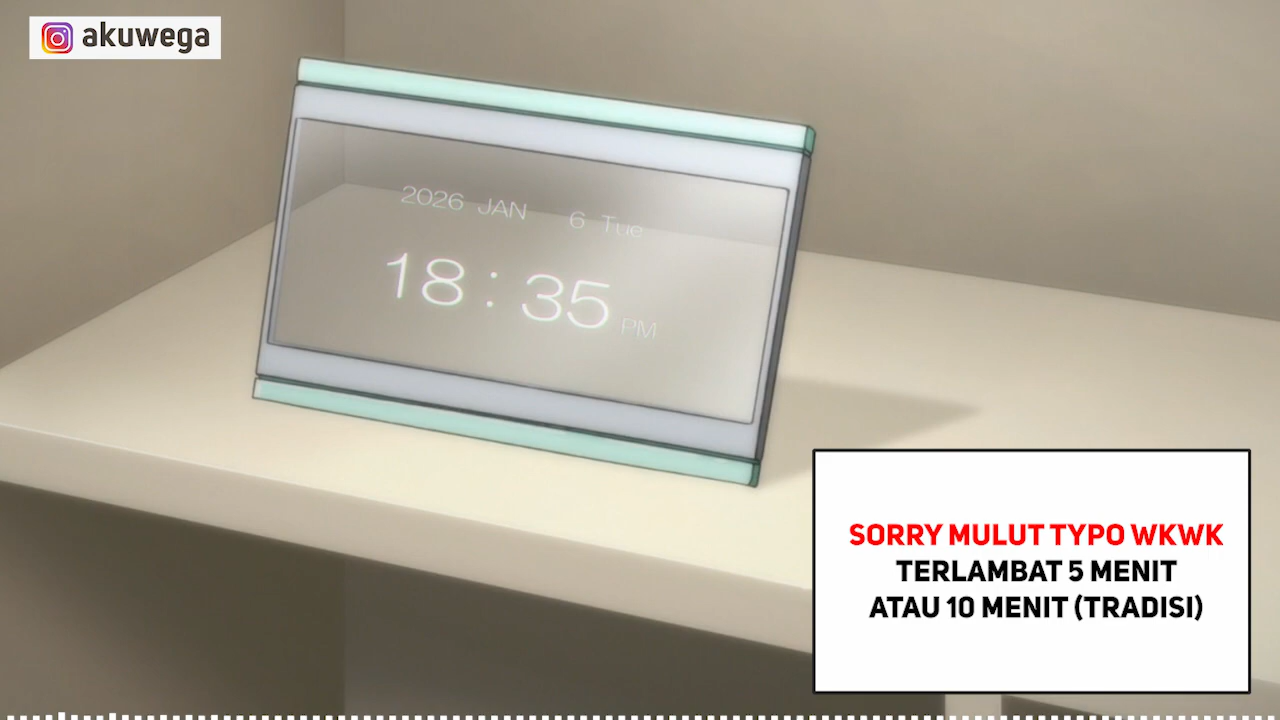 akuwega
2026 JAN 6 Tue
18:35 PM
SORRY MULUT TYPO WKWK
TERLAMBAT 5 MENIT
ATAU 10 MENIT (TRADISI)